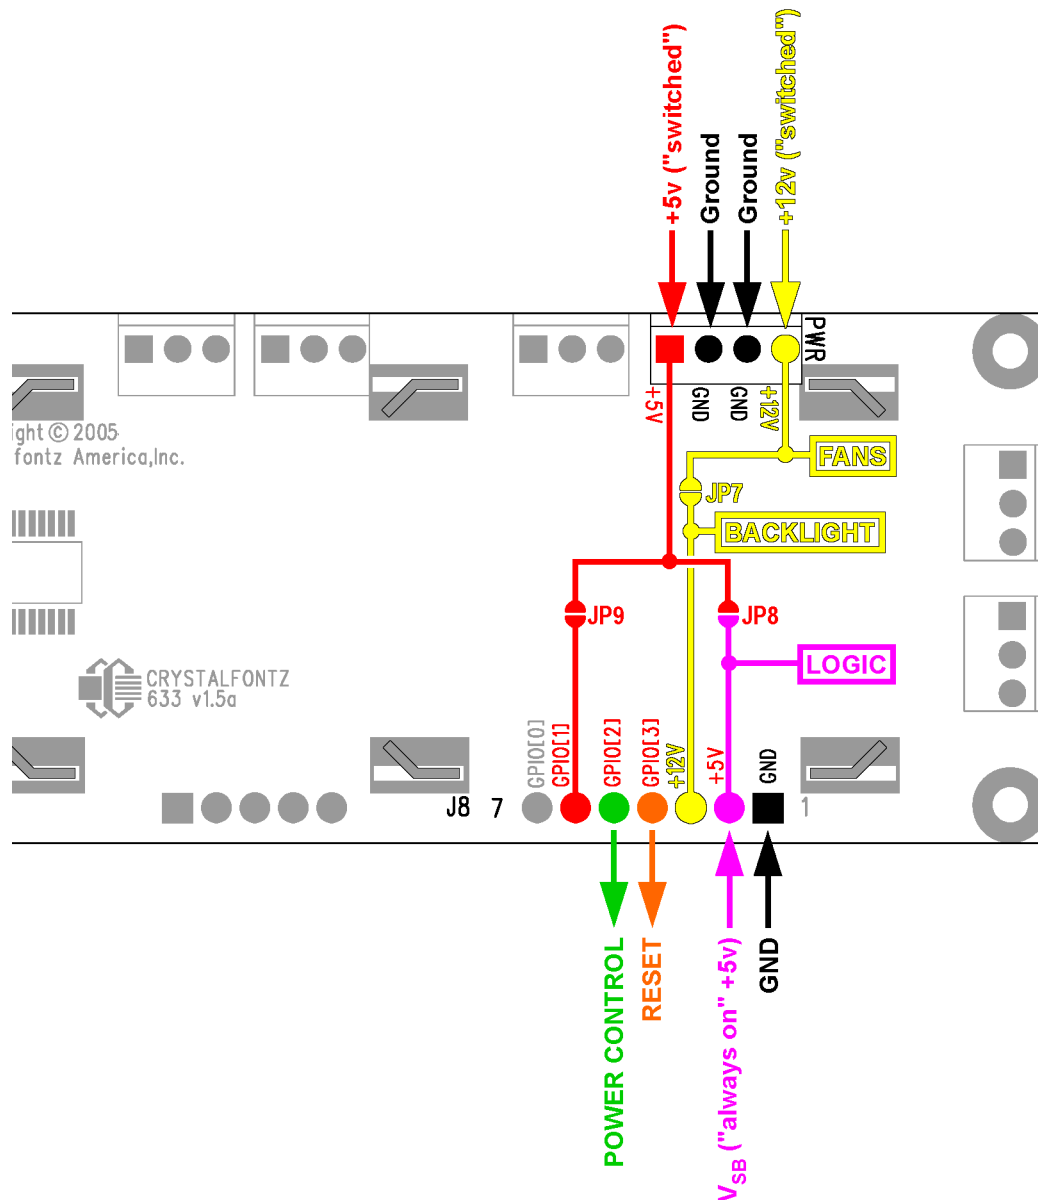 +5v ("switched")
Ground
Ground
+12v ("switched")
PWR
+5V
GND
GND
+12V
ight © 2005
fontz America,Inc.
FANS
JP7
BACKLIGHT
JP9
JP8
LOGIC
CRYSTALFONTZ
633 v1.5a
GPIO[0]
GPIO[1]
GPIO[2]
GPIO[3]
+12V
+5V
GND
J8
7
1
POWER CONTROL
RESET
VSB ("always on" +5v)
GND